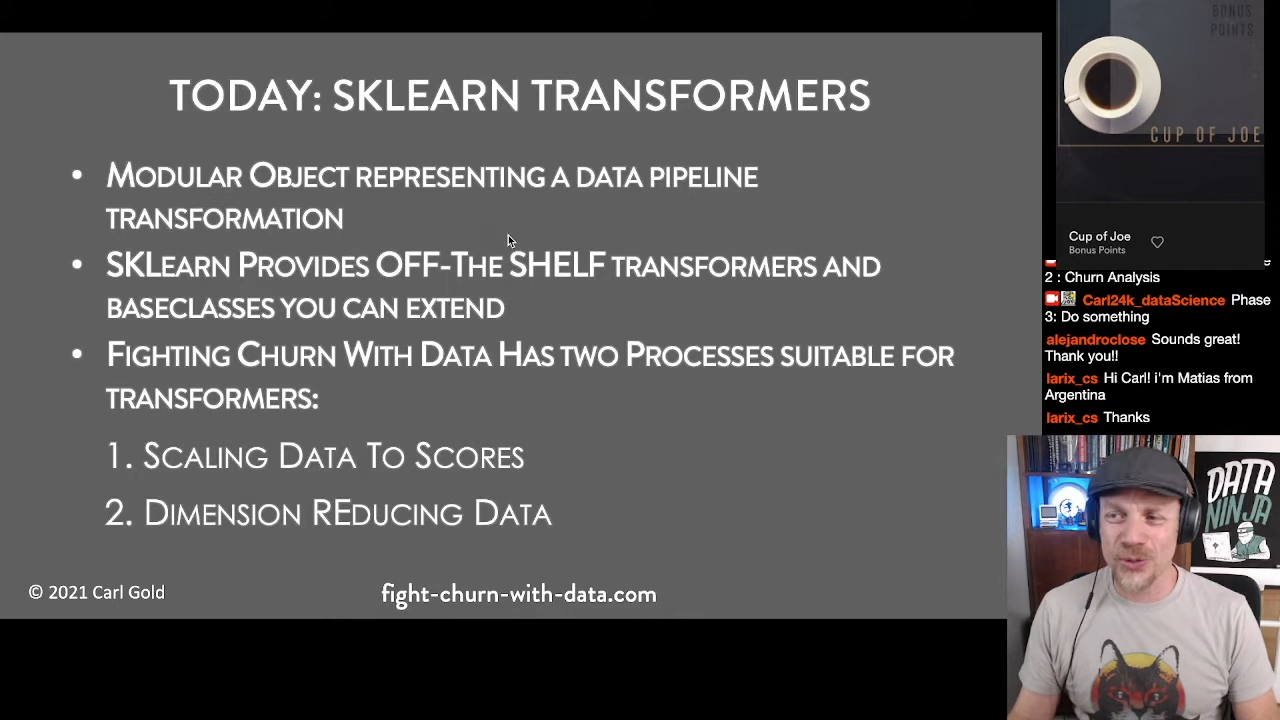 TODAY: SKLEARN TRANSFORMERS
• MODULAR OBJECT REPRESENTING A DATA PIPELINE
TRANSFORMATION
• SKLEARN PROVIDES OFF-THE SHELF TRANSFORMERS AND
BASECLASSES YOU CAN EXTEND
• FIGHTING CHURN WITH DATA HAS TWO PROCESSES SUITABLE FOR
TRANSFORMERS:
1. SCALING DATA TO SCORES
2. DIMENSION REDUCING DATA
© 2021 Carl Gold
fight-churn-with-data.com
BONUS
POINTS
CUP OF JOE
Cup of Joe
Bonus Points
2 : Churn Analysis
Carl24k_dataScience Phase
3: Do something
alejandroclose Sounds great!
Thank you!!
larix_cs Hi Carl! i'm Matias from
Argentina
larix_cs Thanks
DATA
NINJA